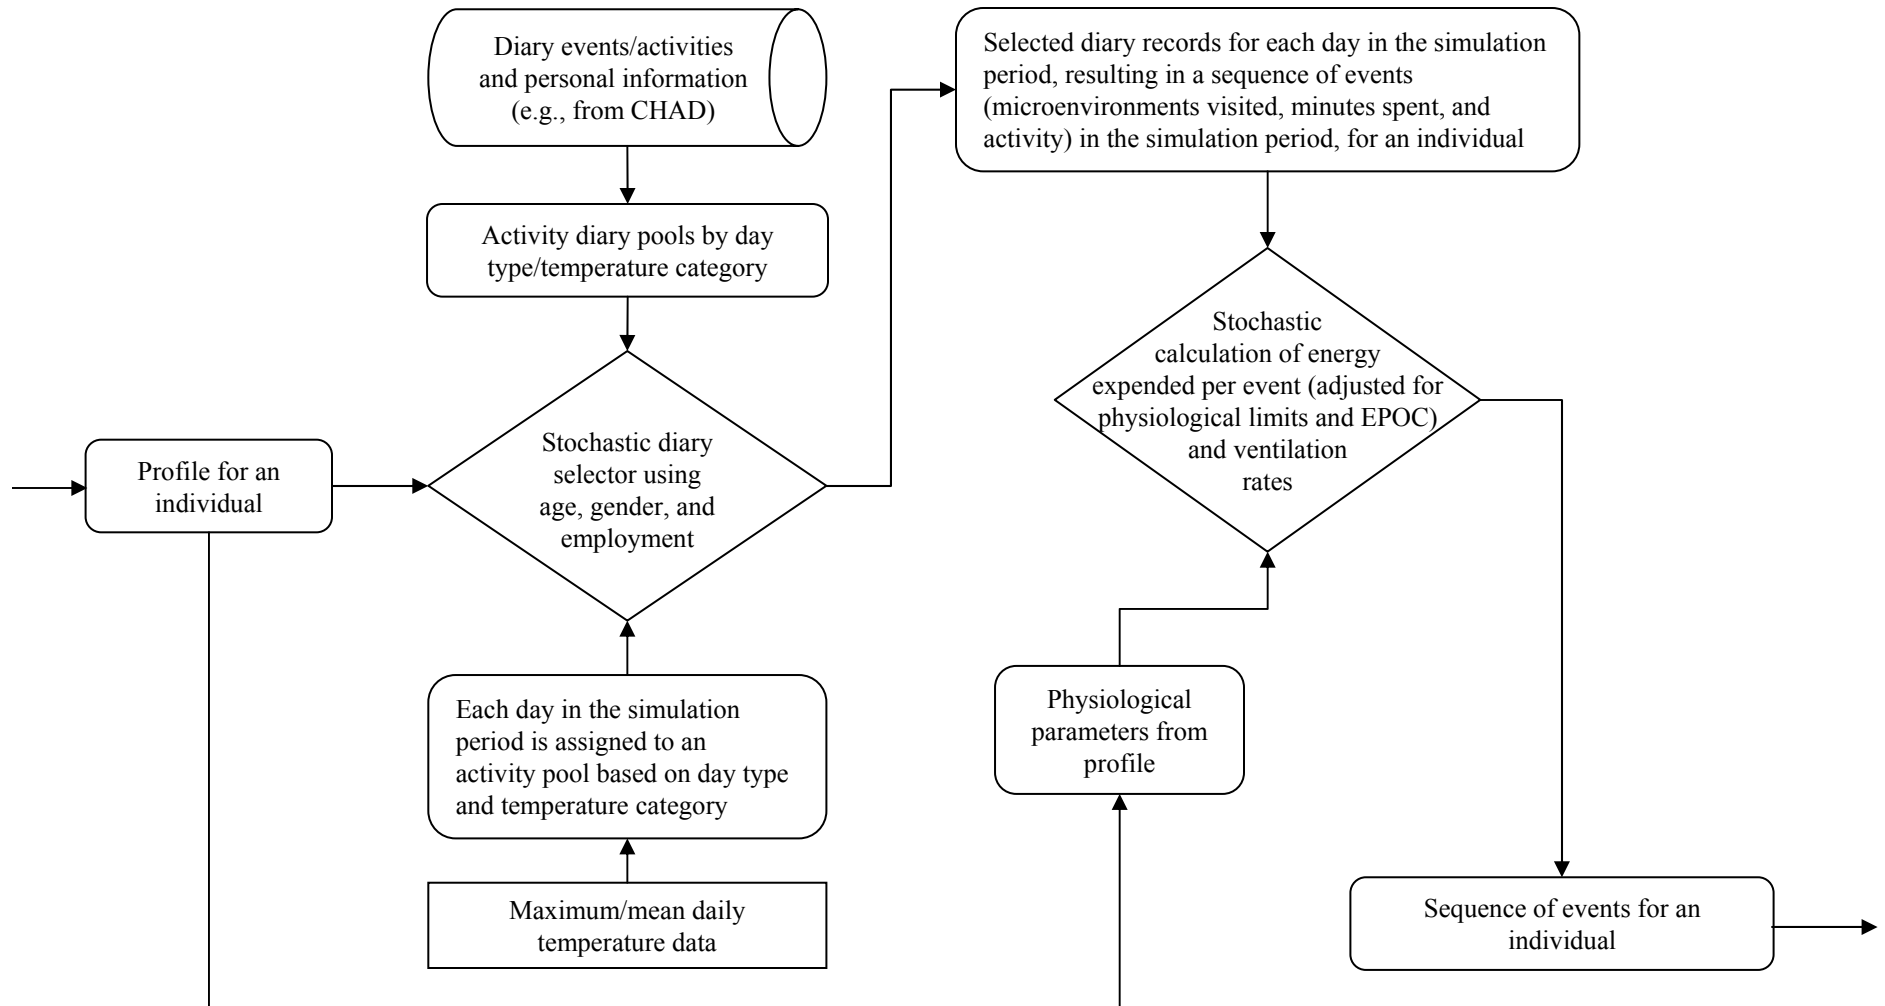 Diary events/activities
and personal information
(e.g., from CHAD)
Selected diary records for each day in the simulation
period, resulting in a sequence of events
(microenvironments visited, minutes spent, and
activity) in the simulation period, for an individual
Activity diary pools by day
type/temperature category
Stochastic
calculation of energy
expended per event (adjusted for
physiological limits and EPOC)
and ventilation
rates
Profile for an
individual
Stochastic diary
selector using
age, gender, and
employment
Each day in the simulation
period is assigned to an
activity pool based on day type
and temperature category
Physiological
parameters from
profile
Maximum/mean daily
temperature data
Sequence of events for an
individual